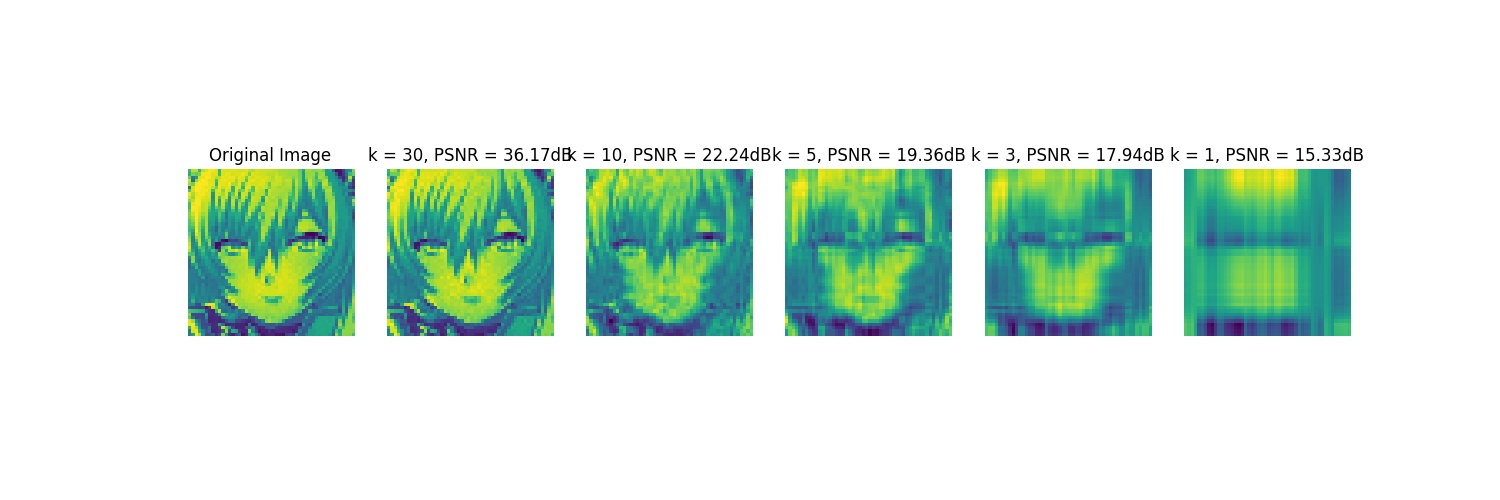 Original Image
k = 30, PSNR = 36.17dB
k = 10, PSNR = 22.24dB
k = 5, PSNR = 19.36dB
k = 3, PSNR = 17.94dB
k = 1, PSNR = 15.33dB